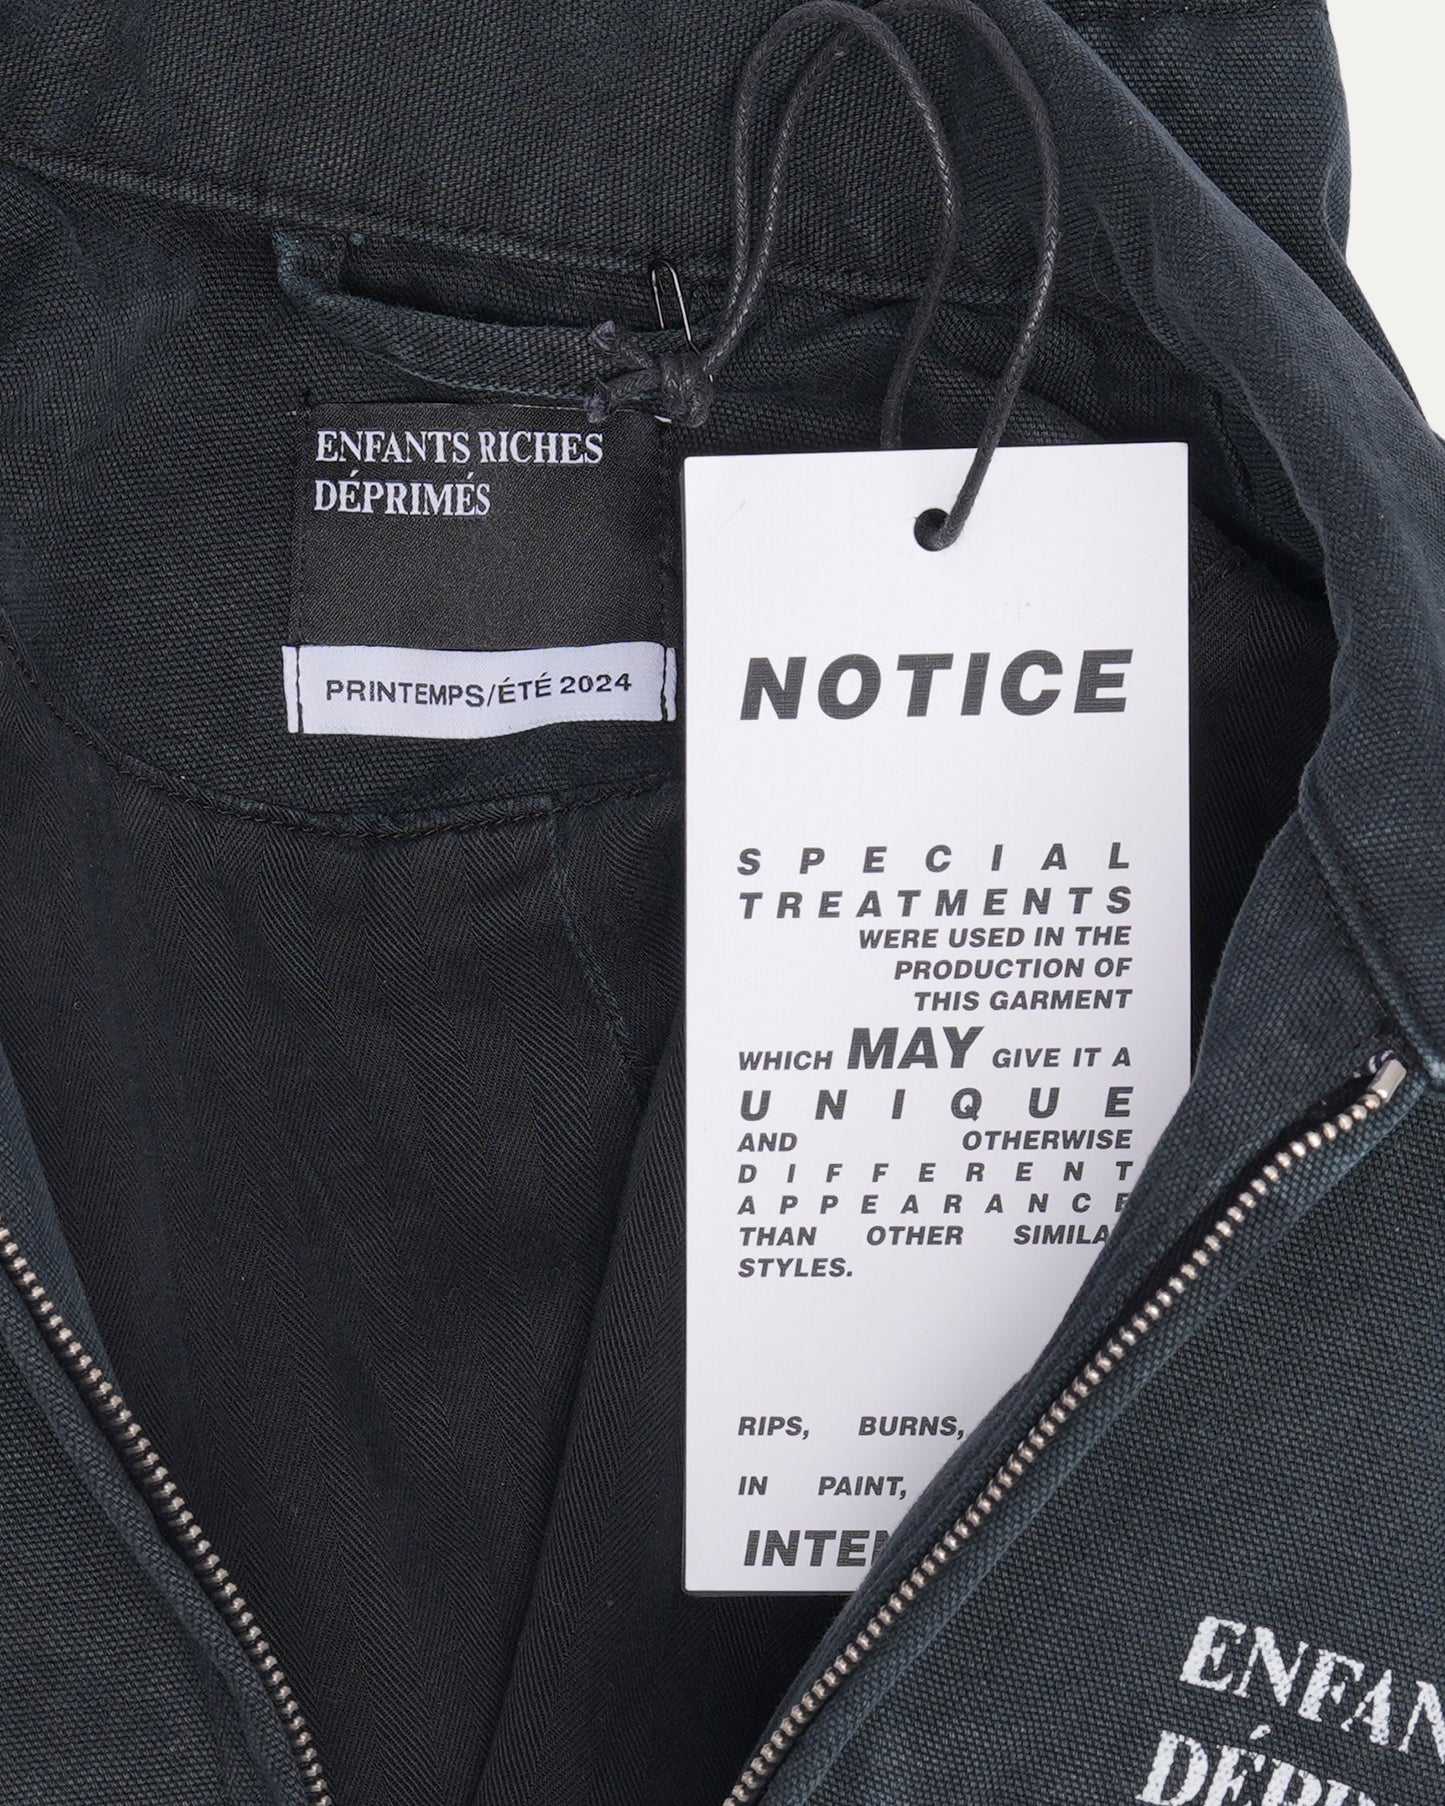 ENFANTS RICHES
DÉPRIMÉS
PRINTEMPS/ÉTÉ 2024
NOTICE
SPECIAL
TREATMENTS
WERE USED IN THE
PRODUCTION OF
THIS GARMENT
WHICH MAY GIVE IT A
UNIQUE
AND OTHERWISE
DIFFERENT
APPEARANCE
THAN OTHER SIMILA
STYLES.
RIPS, BURNS,
IN PAINT,
INTEN
ENFAN
DÉPRI